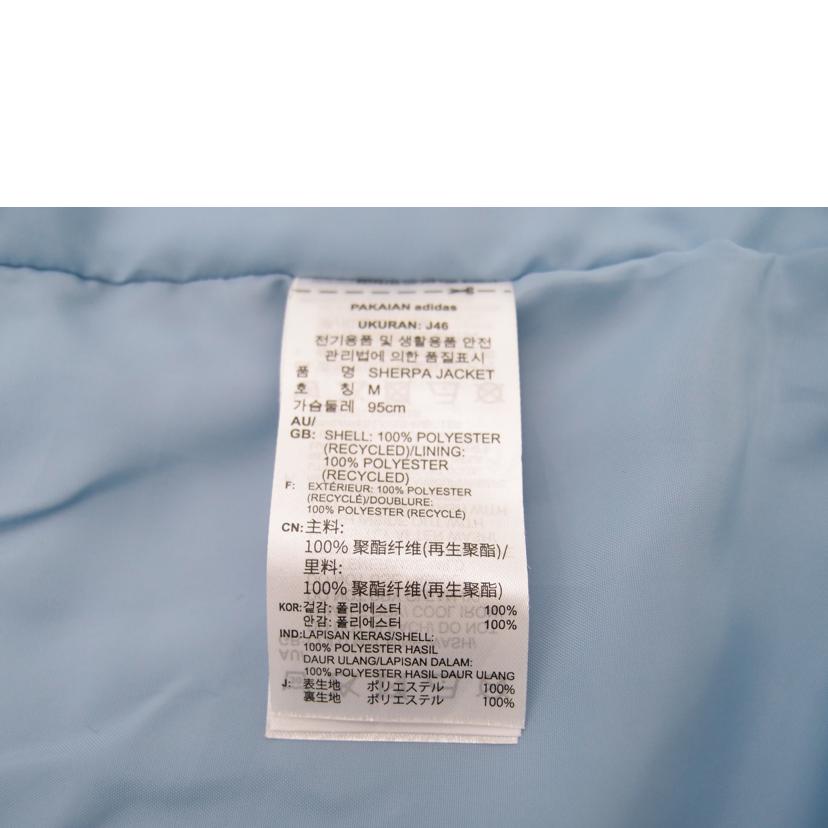 PAKAIAN adidas
UKURAN: J46
전기용품 및 생활용품 안전
관리법에 의한 품질표시
품 명 SHERPA JACKET
호 칭 M
가슴둘레 95cm
AU/
GB: SHELL: 100% POLYESTER
(RECYCLED)/LINING:
100% POLYESTER
(RECYCLED)
F: EXTÉRIEUR: 100% POLYESTER
(RECYCLÉ)/DOUBLURE:
100% POLYESTER (RECYCLÉ)
CN: 主料:
100% 聚酯纤维(再生聚酯)/
里料:
100% 聚酯纤维(再生聚酯)
KOR: 겉감: 폴리에스터 100%
안감: 폴리에스터 100%
IND: LAPISAN KERAS/SHELL:
100% POLYESTER HASIL
DAUR ULANG/LAPISAN DALAM:
100% POLYESTER HASIL DAUR ULANG
J: 表生地 ポリエステル 100%
裏生地 ポリエステル 100%